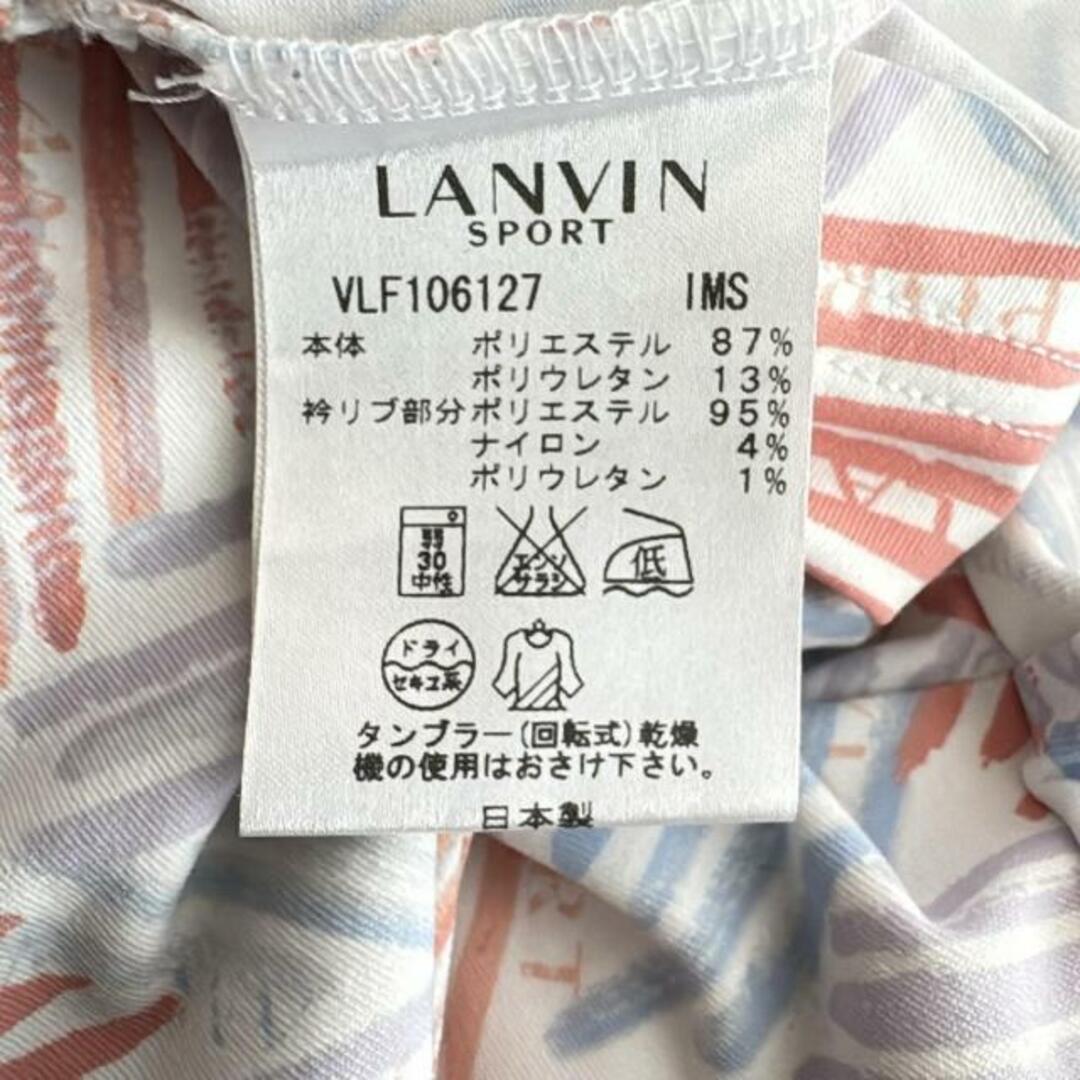 LANVIN
SPORT
VLF106127 IMS
本体 ポリエステル 87%
ポリウレタン 13%
衿リブ部分 ポリエステル 95%
ナイロン 4%
ポリウレタン 1%
弱
30
中性
エンソ
サラシ
低
ドライ
セキユ系
タンブラー(回転式)乾燥
機の使用はおさけ下さい。
日本製